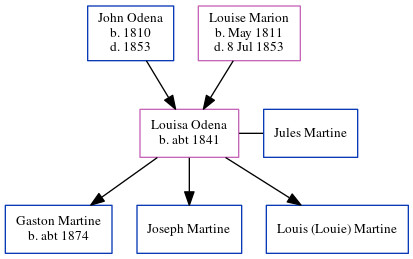 John Odena
b. 1810
d. 1853
Louise Marion
b. May 1811
d. 8 Jul 1853
Louisa Odena
b. abt 1841
Jules Martine
Gaston Martine
b. abt 1874
Joseph Martine
Louis (Louie) Martine